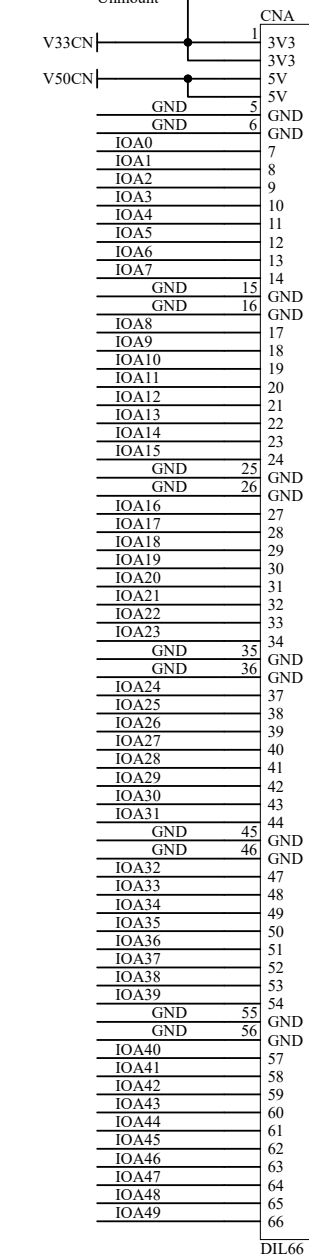 CNA
V33CN 1 3V3
3V3
V50CN 5V
5V
GND 5 GND
GND 6 GND
IOA0 7
IOA1 8
IOA2 9
IOA3 10
IOA4 11
IOA5 12
IOA6 13
IOA7 14
GND 15 GND
GND 16 GND
IOA8 17
IOA9 18
IOA10 19
IOA11 20
IOA12 21
IOA13 22
IOA14 23
IOA15 24
GND 25 GND
GND 26 GND
IOA16 27
IOA17 28
IOA18 29
IOA19 30
IOA20 31
IOA21 32
IOA22 33
IOA23 34
GND 35 GND
GND 36 GND
IOA24 37
IOA25 38
IOA26 39
IOA27 40
IOA28 41
IOA29 42
IOA30 43
IOA31 44
GND 45 GND
GND 46 GND
IOA32 47
IOA33 48
IOA34 49
IOA35 50
IOA36 51
IOA37 52
IOA38 53
IOA39 54
GND 55 GND
GND 56 GND
IOA40 57
IOA41 58
IOA42 59
IOA43 60
IOA44 61
IOA45 62
IOA46 63
IOA47 64
IOA48 65
IOA49 66
DIL66